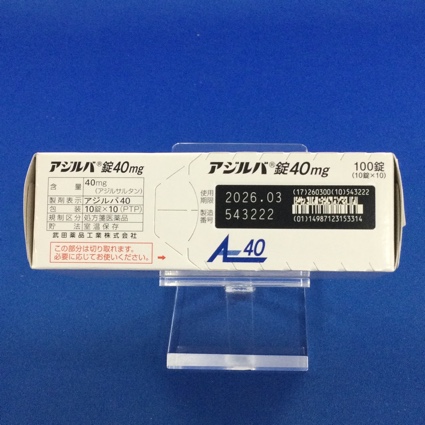 アジルバ®錠40mg
含量 40mg (アジルサルタン)
製剤表示 アジルバ40
包装 10錠×10(PTP)
規制区分 処方箋医薬品
貯法 室温保存
武田薬品工業株式会社
この部分は切り取れます。
必要に応じてお使いください。
アジルバ®錠40mg
100錠
(10錠×10)
使用期限 2026.03
製造番号 543222
(17)260300(10)543222
(01)14987123153314
A 40